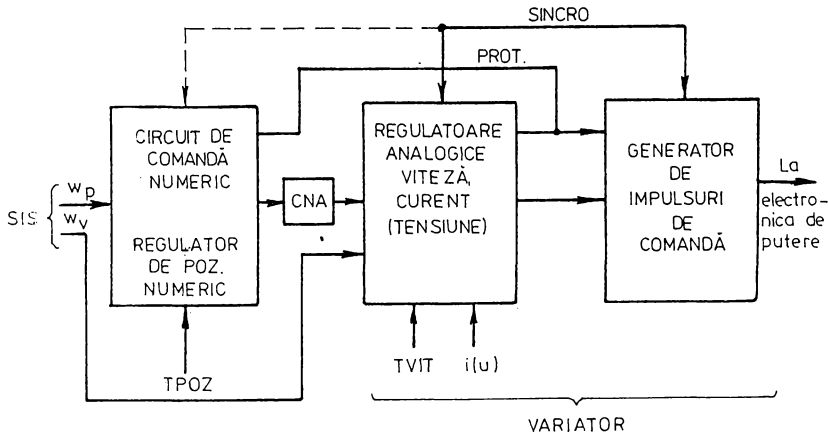 SINCRO
PROT.
CIRCUIT DE
COMANDĂ
NUMERIC
REGULATOR
DE POZ.
NUMERIC
CNA
REGULATOARE
ANALOGICE
VITEZĂ,
CURENT
(TENSIUNE)
GENERATOR
DE
IMPULSURI
DE
COMANDĂ
La
electro-
nica de
putere
SIS
wp
wv
TPOZ
TVIT
i(u)
VARIATOR